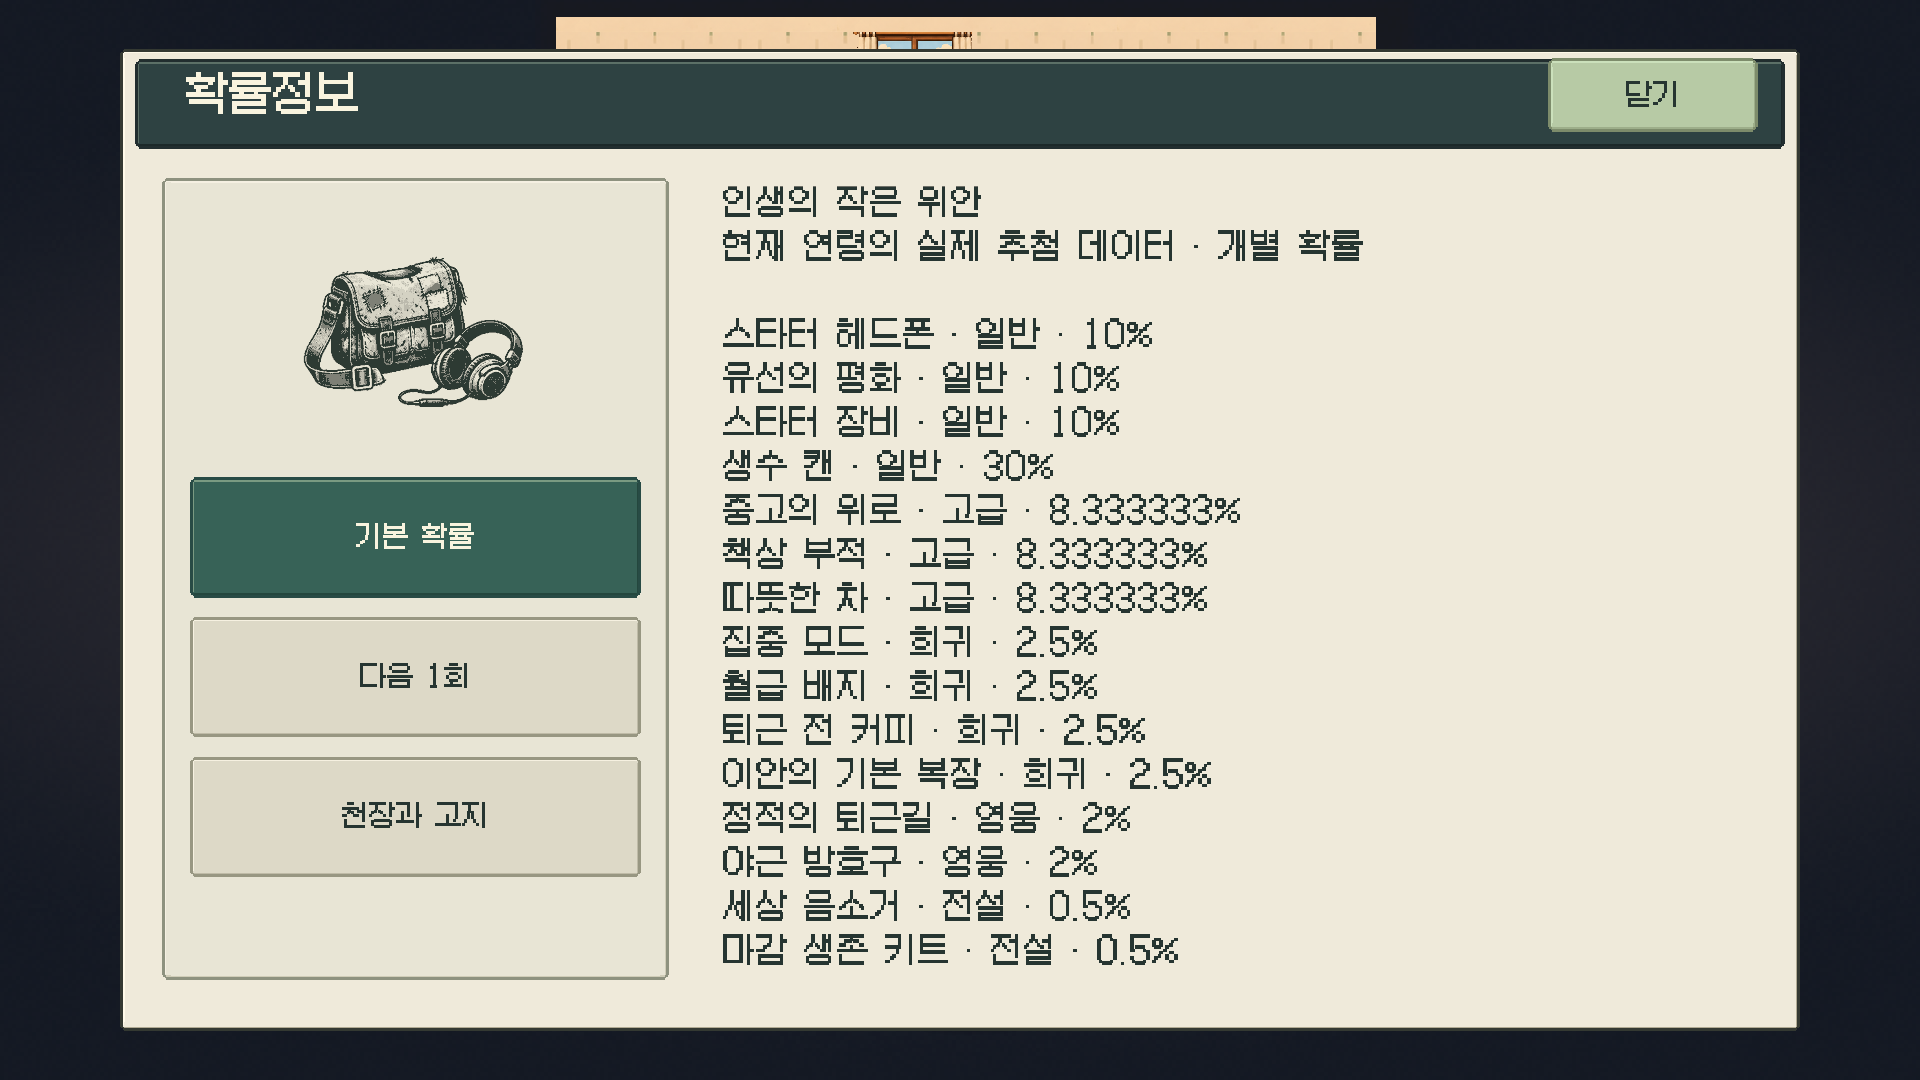 확률정보
닫기
기본 확률
다음 1회
천장과 고지
인생의 작은 위안
현재 연령의 실제 추첨 데이터 · 개별 확률
스타터 헤드폰 · 일반 · 10%
유선의 평화 · 일반 · 10%
스타터 장비 · 일반 · 10%
생수 캔 · 일반 · 30%
중고의 위로 · 고급 · 8.333333%
책상 부적 · 고급 · 8.333333%
따뜻한 차 · 고급 · 8.333333%
집중 모드 · 희귀 · 2.5%
월급 배지 · 희귀 · 2.5%
퇴근 전 커피 · 희귀 · 2.5%
이안의 기본 복장 · 희귀 · 2.5%
정적의 퇴근길 · 영웅 · 2%
야근 방호구 · 영웅 · 2%
세상 음소거 · 전설 · 0.5%
마감 생존 키트 · 전설 · 0.5%